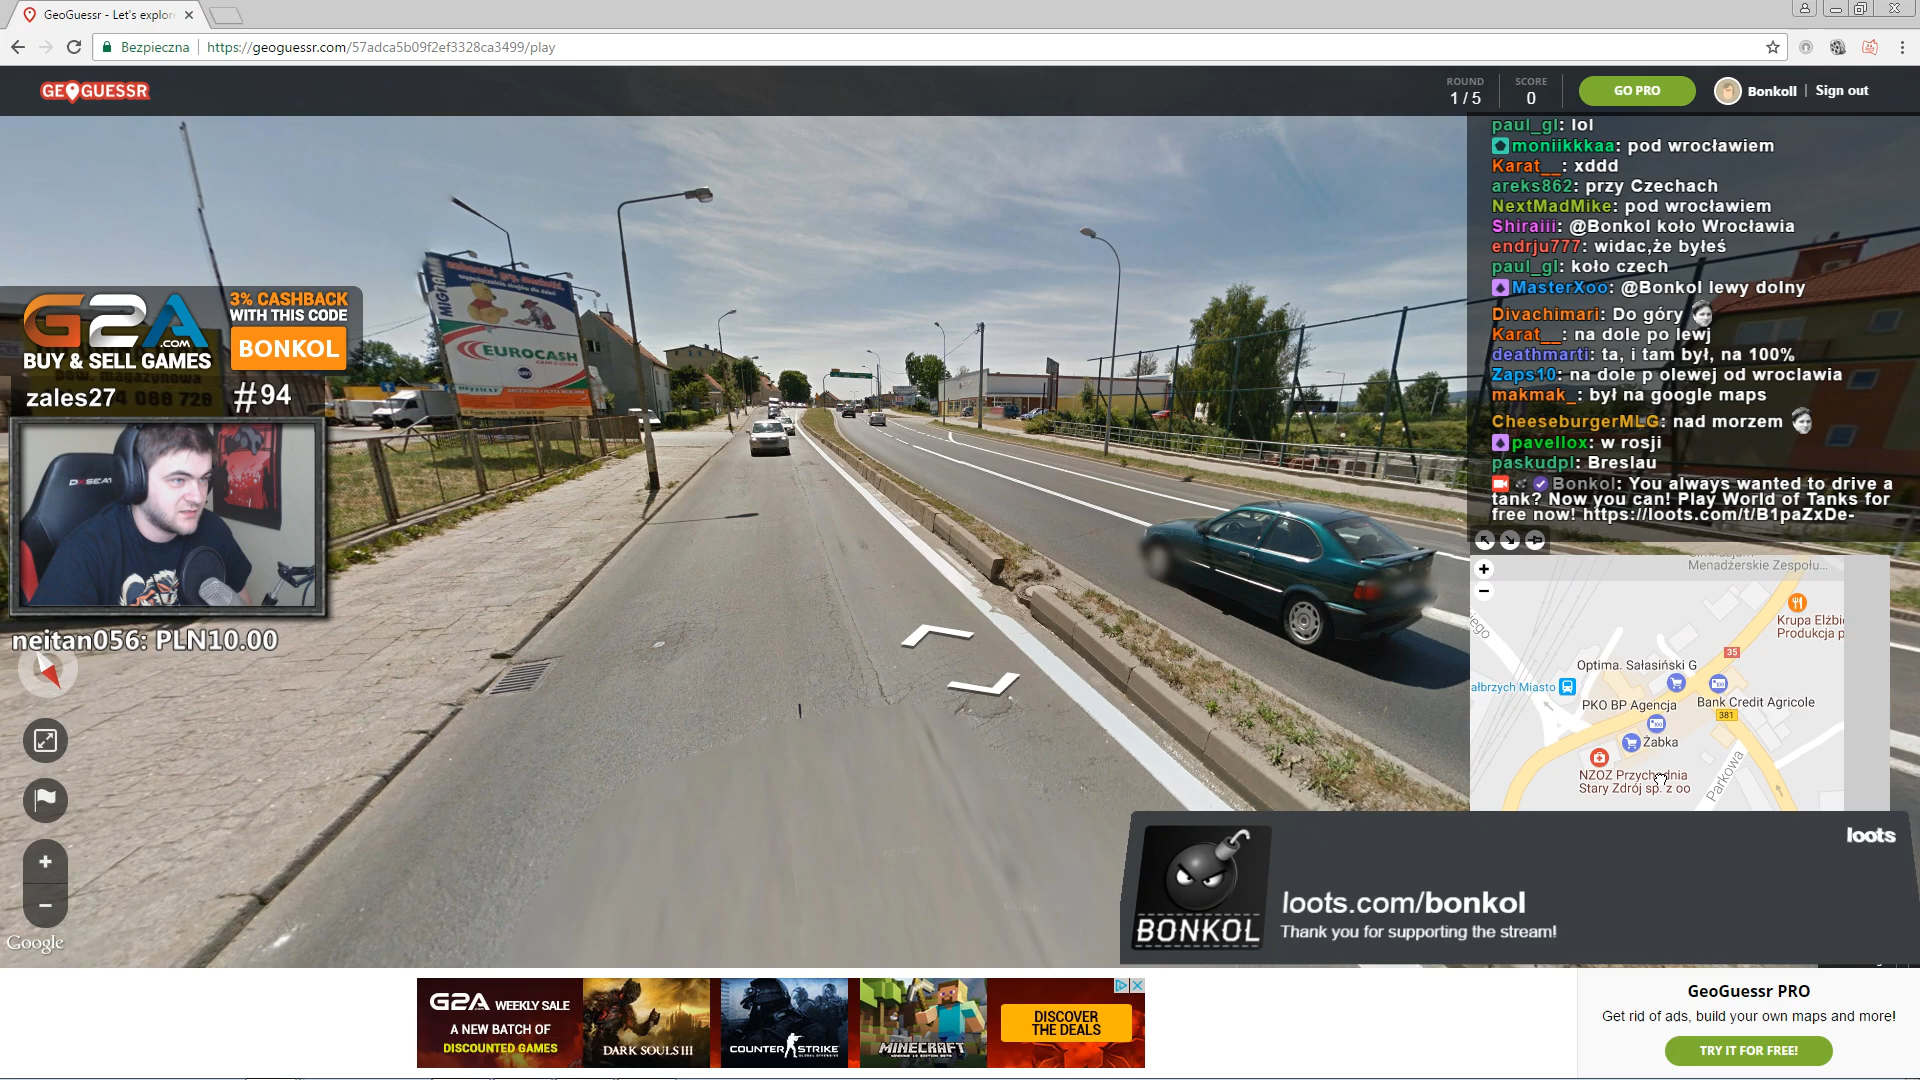 GeoGuessr - Let's explor
Bezpieczna
https://geoguessr.com/57adca5b09f2ef3328ca3499/play
GEOGUESSR
ROUND
1 / 5
SCORE
0
GO PRO
Bonkoll
Sign out
paul_gl: lol
moniikkkaa: pod wrocławiem
Karat__: xddd
areks862: przy Czechach
NextMadMike: pod wrocławiem
Shiraiii: @Bonkol koło Wrocławia
endrju777: widac,że byłeś
paul_gl: koło czech
MasterXoo: @Bonkol lewy dolny
Divachimari: Do góry
Karat__: na dole po lewj
deathmarti: ta, i tam był, na 100%
Zaps10: na dole p olewej od wroclawia
makmak_: był na google maps
CheeseburgerMLG: nad morzem
pavellox: w rosji
paskudpl: Breslau
Bonkol: You always wanted to drive a
tank? Now you can! Play World of Tanks for
free now! https://loots.com/t/B1paZxDe-
G2A
.COM
BUY & SELL GAMES
3% CASHBACK
WITH THIS CODE
BONKOL
zales27
#94
MIGRAM
EUROCASH
DXSEAT
neitan056: PLN10.00
Google
+
−
+
−
Menadżerskie Zespołu...
Krupa Elżbie
Produkcja p
35
Optima. Sałasiński G
ałbrzych Miasto
PKO BP Agencja
Bank Credit Agricole
381
Żabka
NZOZ Przychodnia
Stary Zdrój sp. z oo
Parkowa
loots
BONKOL
loots.com/bonkol
Thank you for supporting the stream!
G2A WEEKLY SALE
A NEW BATCH OF
DISCOUNTED GAMES
DARK SOULS III
COUNTER STRIKE
MINECRAFT
DISCOVER
THE DEALS
GeoGuessr PRO
Get rid of ads, build your own maps and more!
TRY IT FOR FREE!